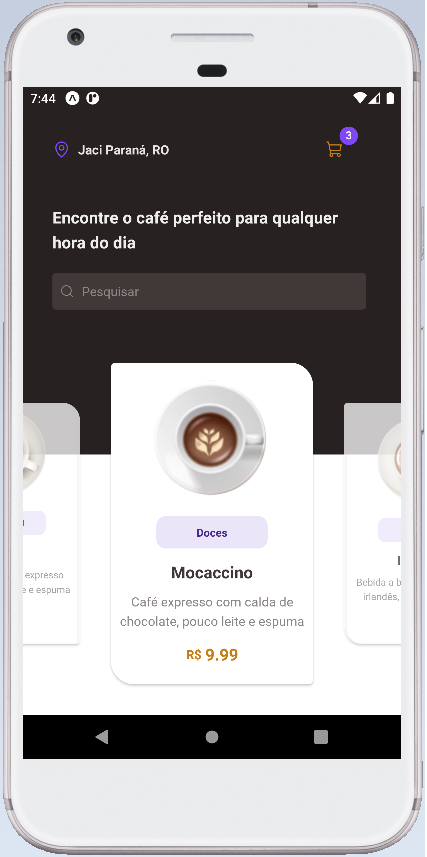 7:44
Jaci Paraná, RO
3
Encontre o café perfeito para qualquer
hora do dia
Pesquisar
Doces
Mocaccino
Café expresso com calda de
chocolate, pouco leite e espuma
R$ 9.99
expresso
e espuma
Bebida a b
irlandês,